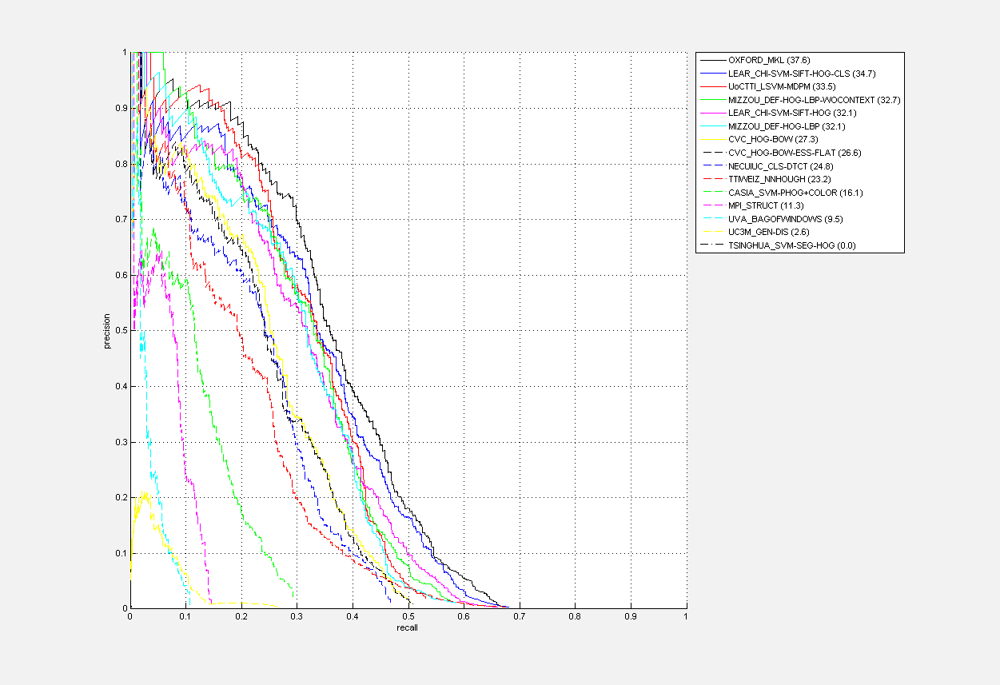 1
0.9
0.8
0.7
0.6
0.5
0.4
0.3
0.2
0.1
0
precision
0 0.1 0.2 0.3 0.4 0.5 0.6 0.7 0.8 0.9 1
recall
OXFORD_MKL (37.6)
LEAR_CHI-SVM-SIFT-HOG-CLS (34.7)
UoCTTI_LSVM-MDPM (33.5)
MIZZOU_DEF-HOG-LBP-WOCONTEXT (32.7)
LEAR_CHI-SVM-SIFT-HOG (32.1)
MIZZOU_DEF-HOG-LBP (32.1)
CVC_HOG-BOW (27.3)
CVC_HOG-BOW-ESS-FLAT (26.6)
NECUIUC_CLS-DTCT (24.8)
TTIWEIZ_NNHOUGH (23.2)
CASIA_SVM-PHOG+COLOR (16.1)
MPI_STRUCT (11.3)
UVA_BAGOFWINDOWS (9.5)
UC3M_GEN-DIS (2.6)
TSINGHUA_SVM-SEG-HOG (0.0)